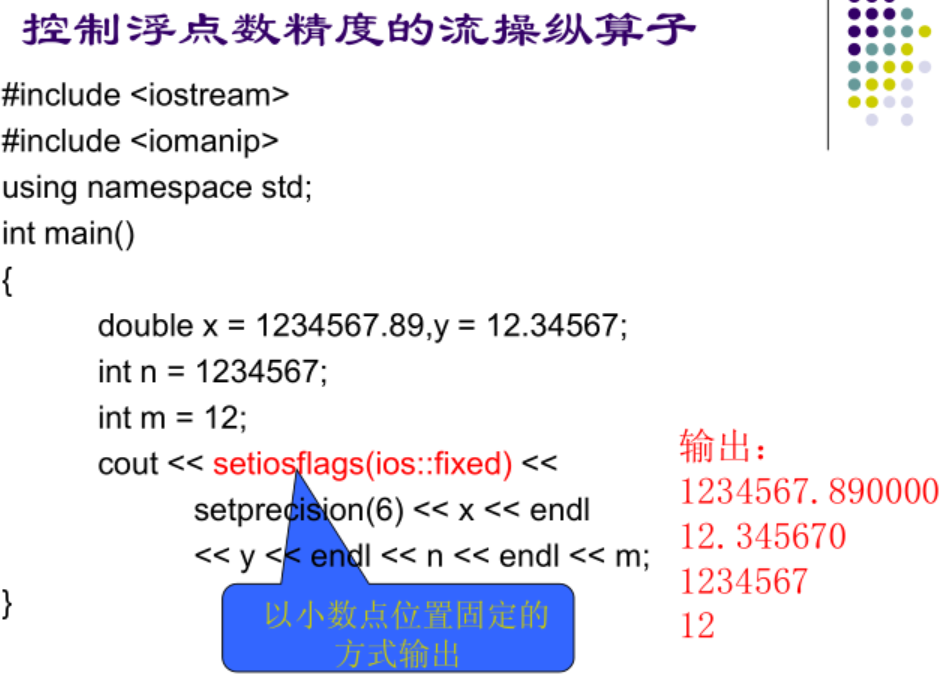 控制浮点数精度的流操纵算子
#include <iostream>
#include <iomanip>
using namespace std;
int main()
{
double x = 1234567.89,y = 12.34567;
int n = 1234567;
int m = 12;
cout << setiosflags(ios::fixed) <<
setprecision(6) << x << endl
<< y << endl << n << endl << m;
}
以小数点位置固定的
方式输出
输出：
1234567.890000
12.345670
1234567
12